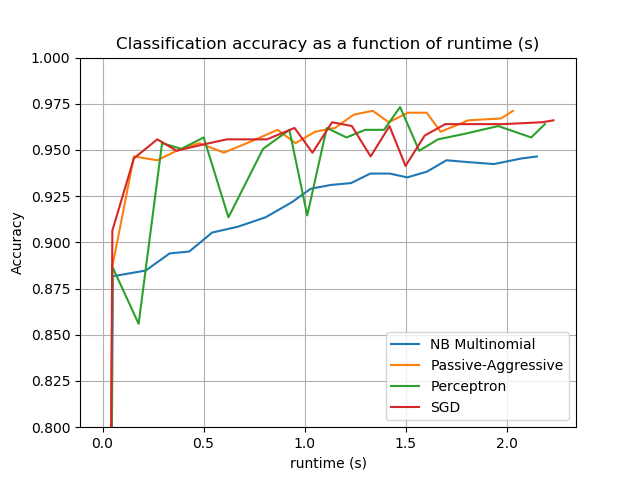 Classification accuracy as a function of runtime (s)
1.000
0.975
0.950
0.925
0.900
0.875
0.850
0.825
0.800
Accuracy
0.0 0.5 1.0 1.5 2.0
runtime (s)
NB Multinomial
Passive-Aggressive
Perceptron
SGD